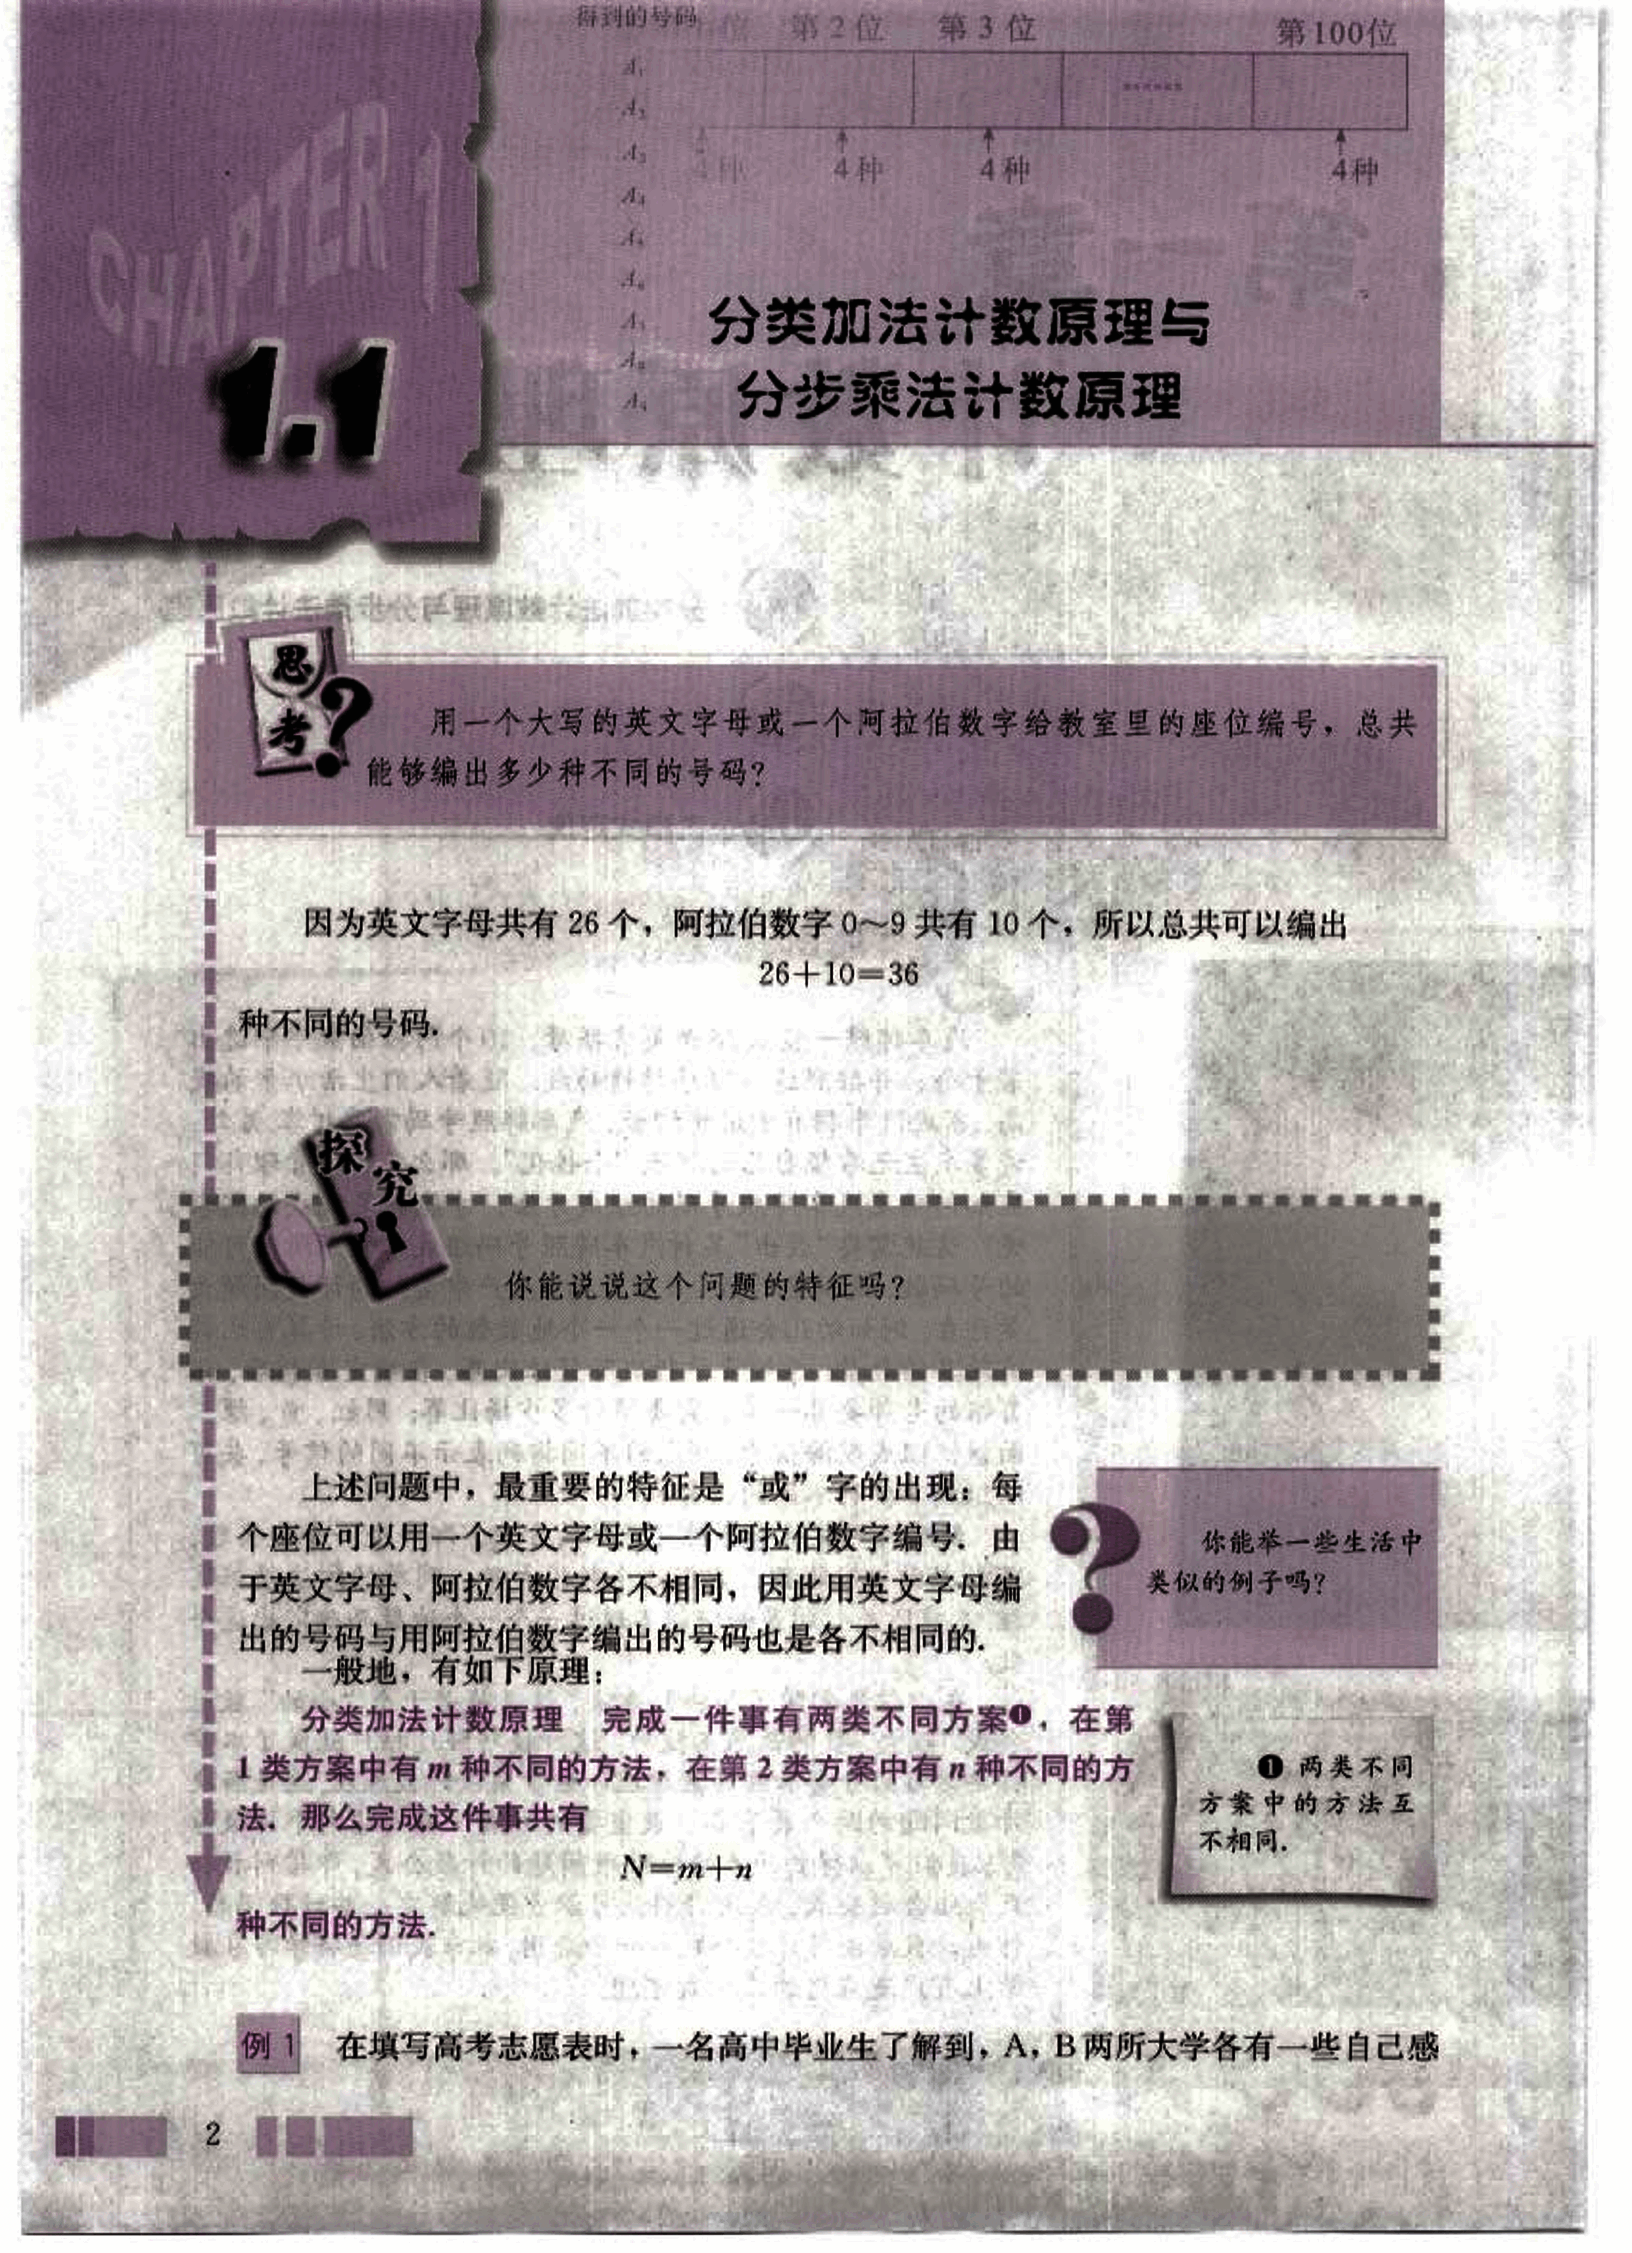 得到的号码
第2位 第3位 第100位
A₁
A₂
A₃
A₄
4种 4种 4种 4种
CHAPTER 1
1.1
分类加法计数原理与
分步乘法计数原理
思考?
用一个大写的英文字母或一个阿拉伯数字给教室里的座位编号，总共
能够编出多少种不同的号码?
因为英文字母共有 26 个，阿拉伯数字 0～9 共有 10 个，所以总共可以编出
26＋10＝36
种不同的号码.
探究
你能说说这个问题的特征吗?
上述问题中，最重要的特征是“或”字的出现：每
个座位可以用一个英文字母或一个阿拉伯数字编号. 由
于英文字母、阿拉伯数字各不相同，因此用英文字母编
出的号码与用阿拉伯数字编出的号码也是各不相同的.
?
你能举一些生活中
类似的例子吗?
一般地，有如下原理：
分类加法计数原理 完成一件事有两类不同方案❶，在第
1 类方案中有 m 种不同的方法，在第 2 类方案中有 n 种不同的方
法. 那么完成这件事共有
N＝m＋n
种不同的方法.
❶ 两类不同
方案中的方法互
不相同.
例 1 在填写高考志愿表时，一名高中毕业生了解到，A，B两所大学各有一些自己感
2